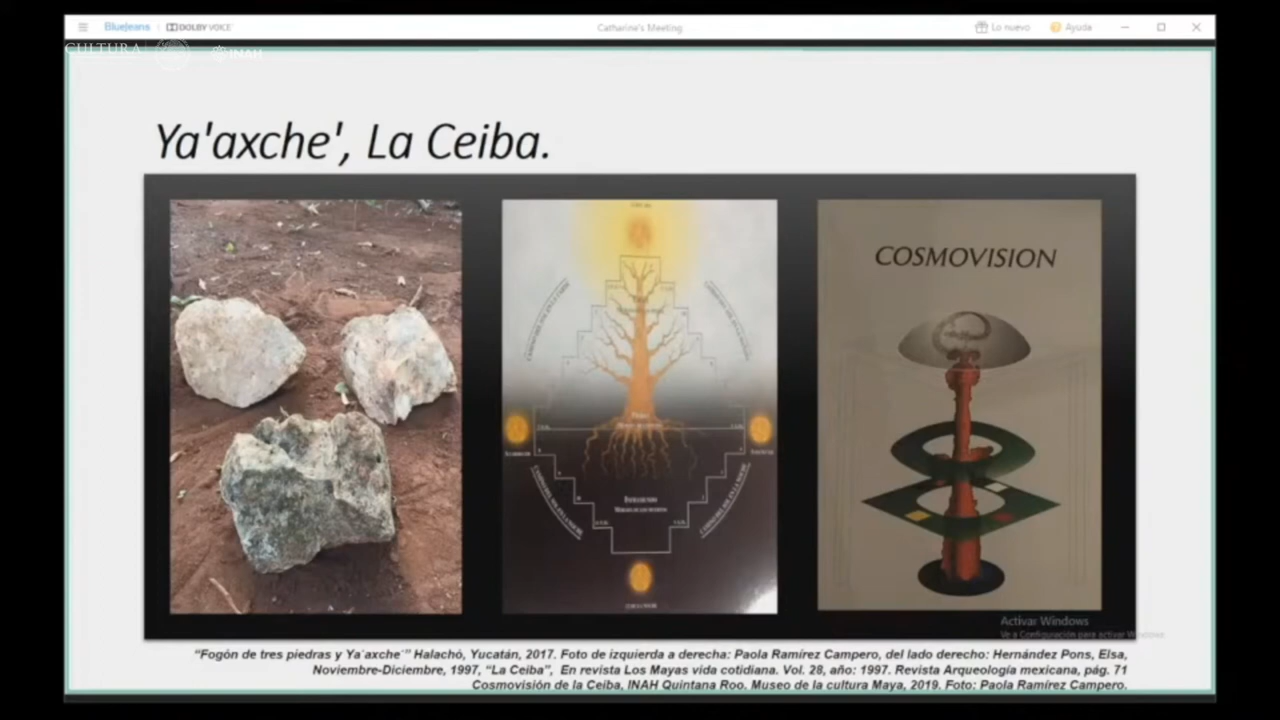 BlueJeans
DOLBY VOICE
Catharine's Meeting
Lo nuevo
Ayuda
CULTURA
INAH
Ya'axche', La Ceiba.
INFRAMUNDO
COSMOVISION
Activar Windows
Ve a Configuración para activar Windows
“Fogón de tres piedras y Ya´axche´” Halachó, Yucatán, 2017. Foto de izquierda a derecha: Paola Ramírez Campero, del lado derecho: Hernández Pons, Elsa,
Noviembre-Diciembre, 1997, “La Ceiba”, En revista Los Mayas vida cotidiana. Vol. 28, año: 1997. Revista Arqueología mexicana, pág. 71
Cosmovisión de la Ceiba, INAH Quintana Roo. Museo de la cultura Maya, 2019. Foto: Paola Ramírez Campero.